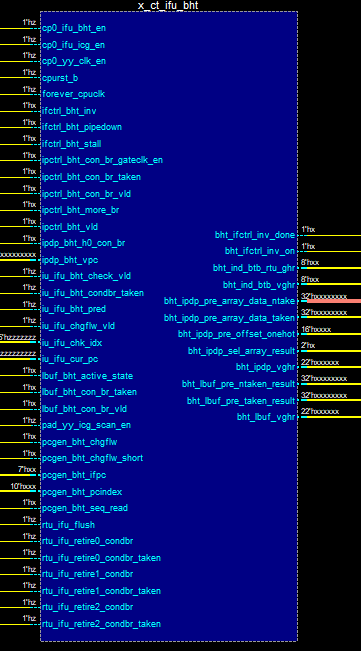 x_ct_ifu_bht
1'hz cp0_ifu_bht_en
1'hz cp0_ifu_icg_en
1'hz cp0_yy_clk_en
1'hz cpurst_b
1'hz forever_cpuclk
1'hx ifctrl_bht_inv
1'hx ifctrl_bht_pipedown
1'hx ifctrl_bht_stall
1'hx ipctrl_bht_con_br_gateclk_en
1'hx ipctrl_bht_con_br_taken
1'hx ipctrl_bht_con_br_vld
1'hx ipctrl_bht_more_br
1'hx ipctrl_bht_vld
1'hx ipdp_bht_h0_con_br
ipdp_bht_vpc
1'hz iu_ifu_bht_check_vld
1'hz iu_ifu_bht_condbr_taken
1'hz iu_ifu_bht_pred
1'hz iu_ifu_chgflw_vld
iu_ifu_chk_idx
iu_ifu_cur_pc
1'hx lbuf_bht_active_state
1'hx lbuf_bht_con_br_taken
1'hx lbuf_bht_con_br_vld
1'hz pad_yy_icg_scan_en
1'hx pcgen_bht_chgflw
1'hx pcgen_bht_chgflw_short
7'hxx pcgen_bht_ifpc
10'hxxx pcgen_bht_pcindex
1'hx pcgen_bht_seq_read
1'hz rtu_ifu_flush
1'hz rtu_ifu_retire0_condbr
1'hz rtu_ifu_retire0_condbr_taken
1'hz rtu_ifu_retire1_condbr
1'hz rtu_ifu_retire1_condbr_taken
1'hz rtu_ifu_retire2_condbr
1'hz rtu_ifu_retire2_condbr_taken
bht_ifctrl_inv_done 1'hx
bht_ifctrl_inv_on 1'hx
bht_ind_btb_rtu_ghr 8'hxx
bht_ind_btb_vghr 8'hxx
bht_ipdp_pre_array_data_ntake 32'hxxxxxxxx
bht_ipdp_pre_array_data_taken 32'hxxxxxxxx
bht_ipdp_pre_offset_onehot 16'hxxxx
bht_ipdp_sel_array_result 2'hx
bht_ipdp_vghr 22'hxxxxxx
bht_lbuf_pre_ntaken_result 32'hxxxxxxxx
bht_lbuf_pre_taken_result 32'hxxxxxxxx
bht_lbuf_vghr 22'hxxxxxx